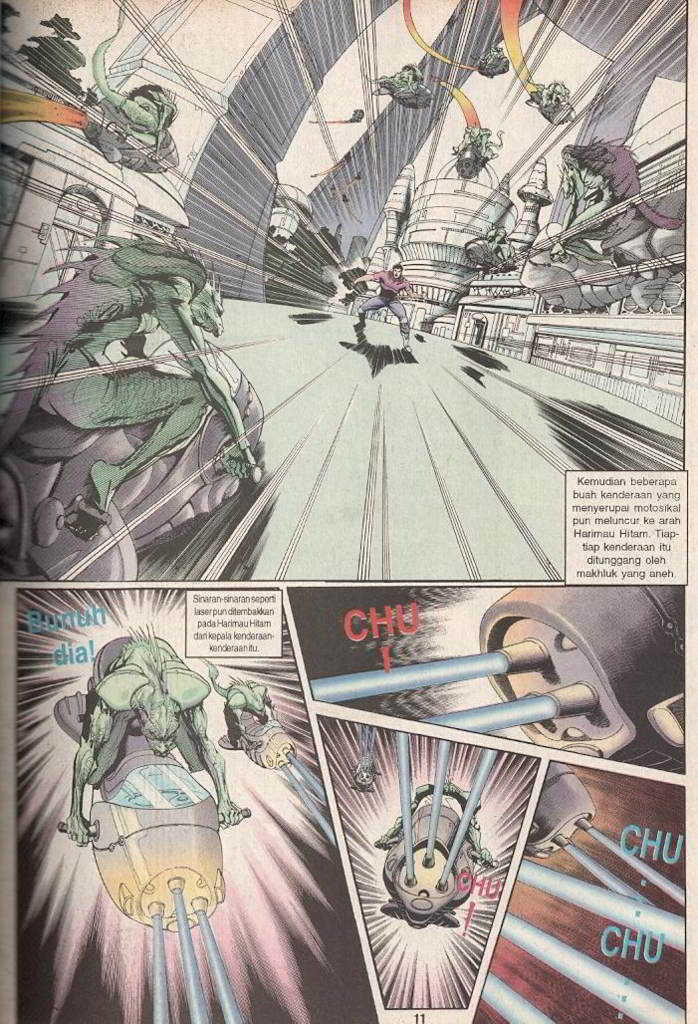 Kemudian beberapa
buah kenderaan yang
menyerupai motosikal
pun meluncur ke arah
Harimau Hitam. Tiap-
tiap kenderaan itu
ditunggang oleh
makhluk yang aneh.
Bunuh
dia!
Sinaran-sinaran seperti
laser pun ditembakkan
pada Harimau Hitam
dari kepala kenderaan-
kenderaan itu.
CHU
!
CHU
!
CHU
CHU
11